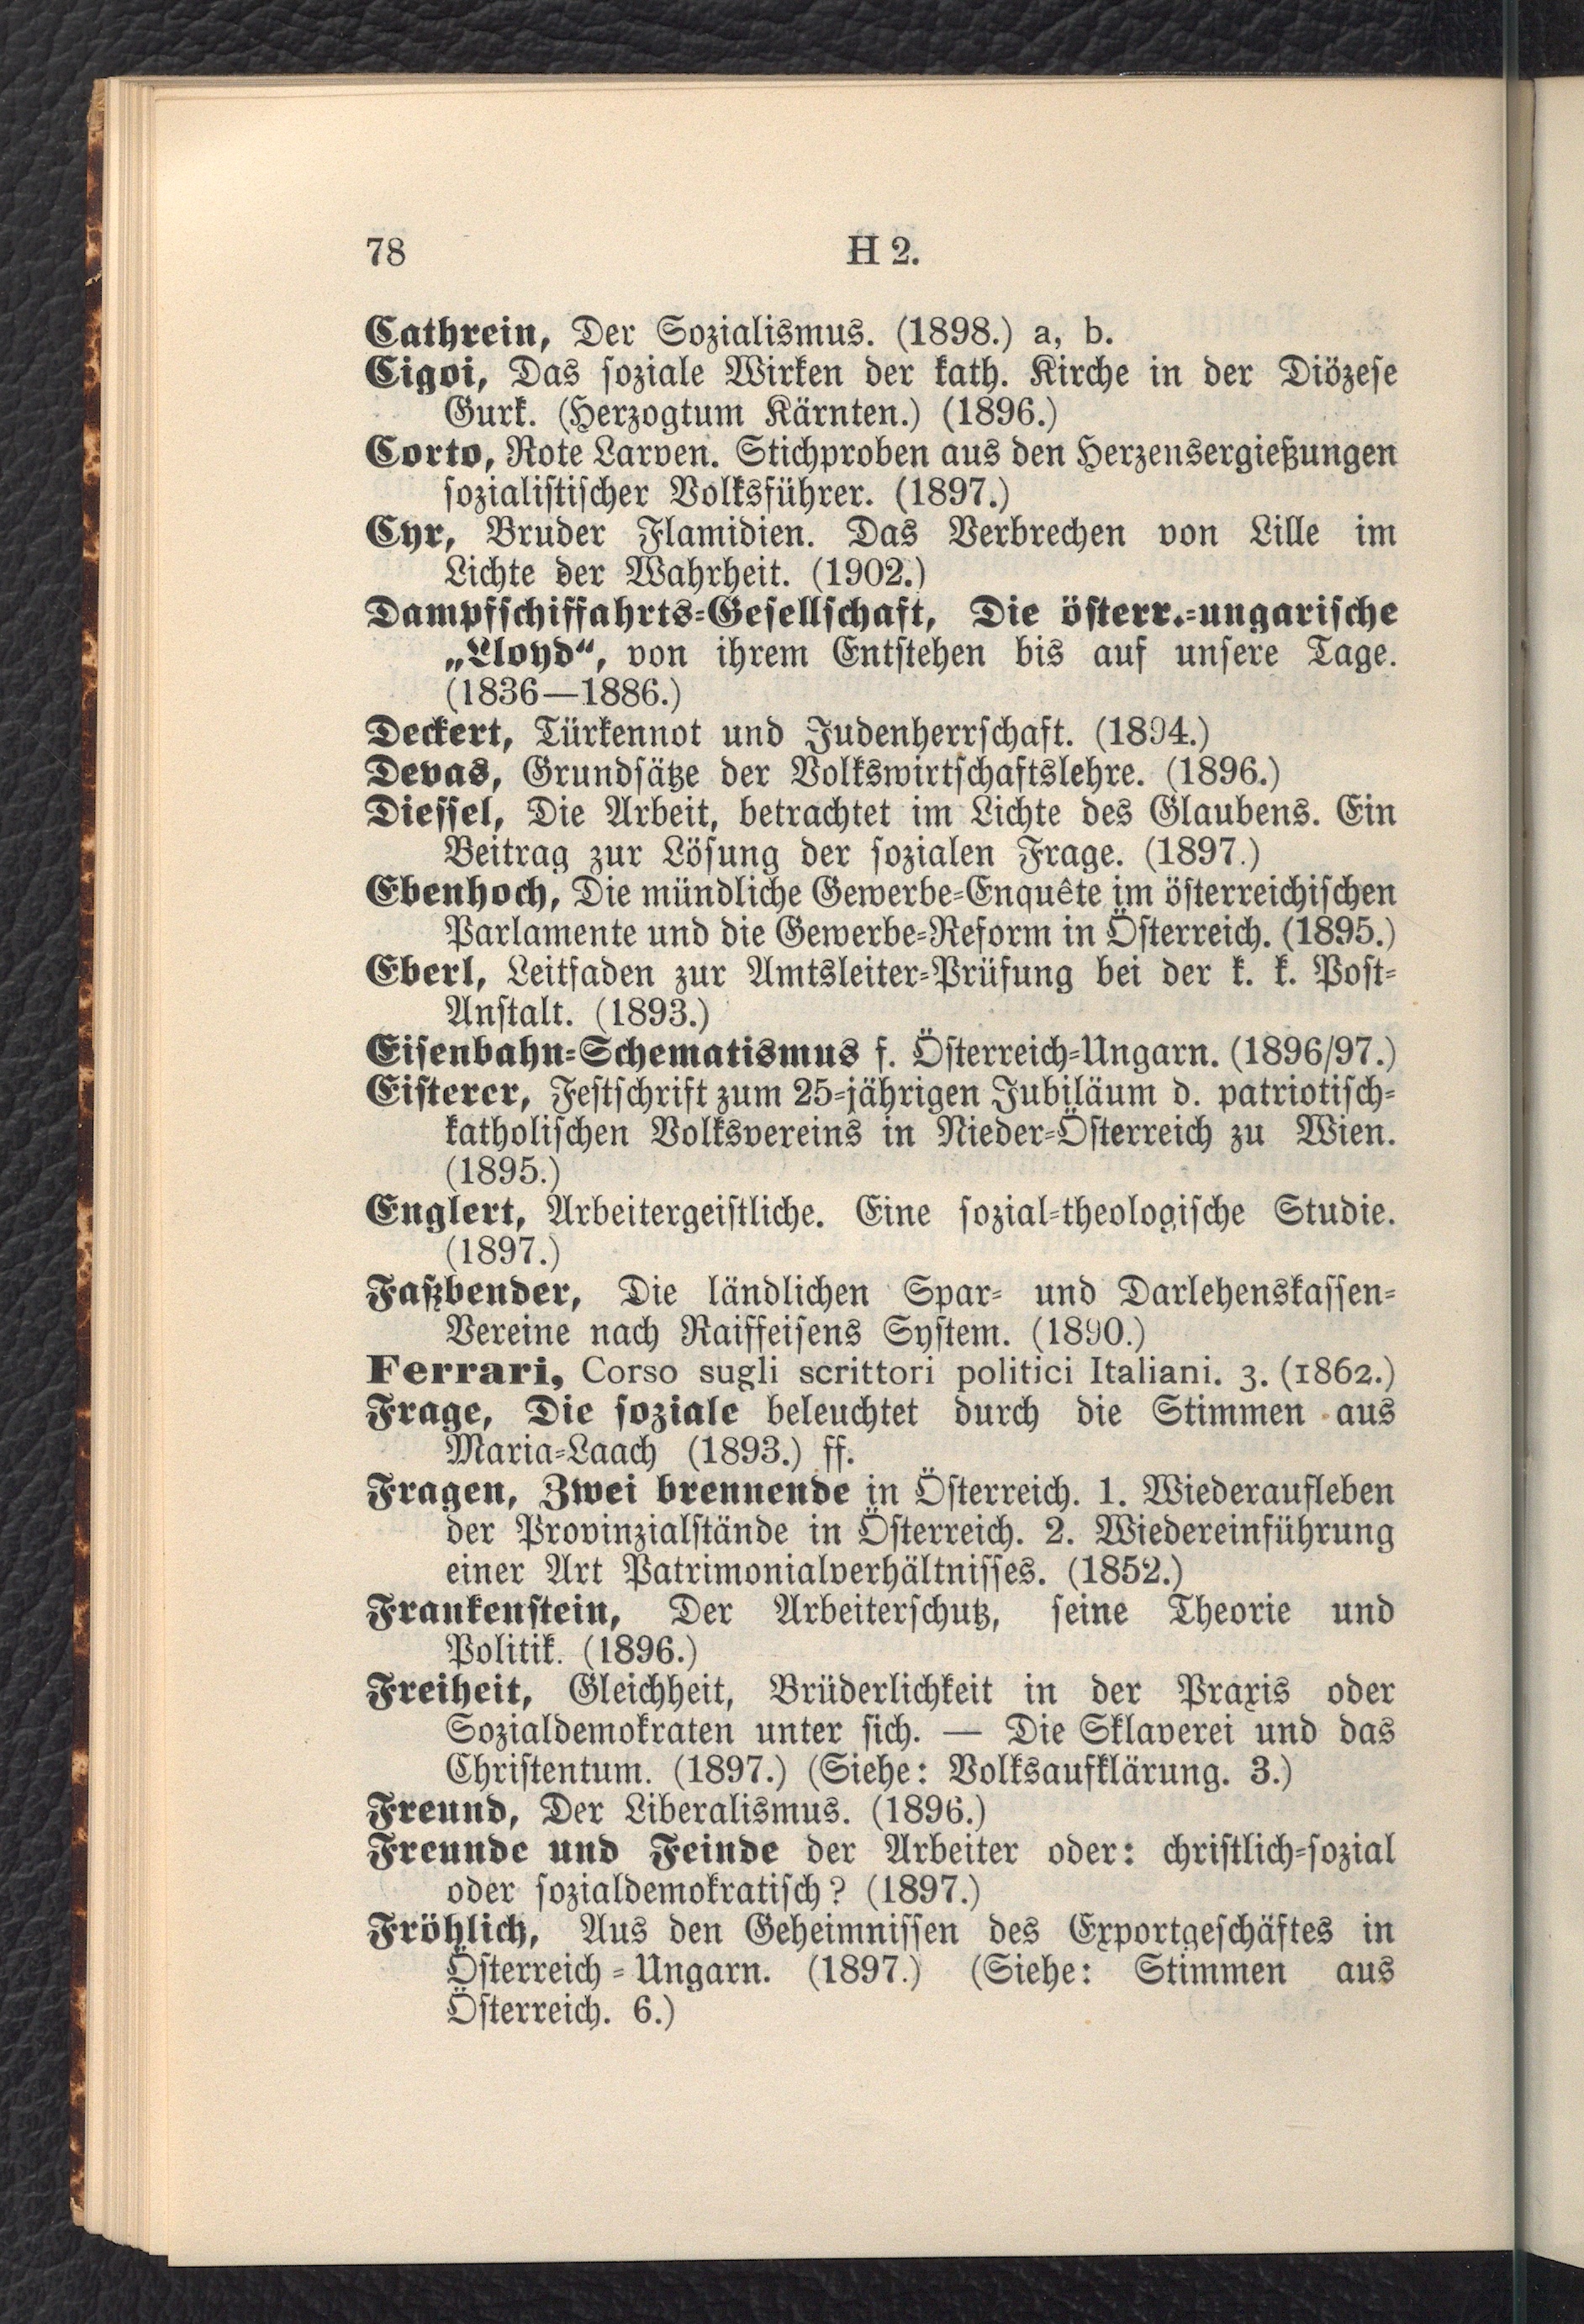 78
H 2.
Cathrein, Der Sozialismus. (1898.) a, b.
Cigoi, Das soziale Wirken der kath. Kirche in der Diözese
Gurk. (Herzogtum Kärnten.) (1896.)
Corto, Rote Larven. Stichproben aus den Herzensergießungen
sozialistischer Volksführer. (1897.)
Cyr, Bruder Flamidien. Das Verbrechen von Lille im
Lichte der Wahrheit. (1902.)
Dampfschiffahrts-Gesellschaft, Die österr.-ungarische
„Lloyd“, von ihrem Entstehen bis auf unsere Tage.
(1836—1886.)
Deckert, Türkennot und Judenherrschaft. (1894.)
Devas, Grundsätze der Volkswirtschaftslehre. (1896.)
Diessel, Die Arbeit, betrachtet im Lichte des Glaubens. Ein
Beitrag zur Lösung der sozialen Frage. (1897.)
Ebenhoch, Die mündliche Gewerbe-Enquête im österreichischen
Parlamente und die Gewerbe-Reform in Österreich. (1895.)
Eberl, Leitfaden zur Amtsleiter-Prüfung bei der k. k. Post-
Anstalt. (1893.)
Eisenbahn-Schematismus f. Österreich-Ungarn. (1896/97.)
Eisterer, Festschrift zum 25-jährigen Jubiläum d. patriotisch-
katholischen Volksvereins in Nieder-Österreich zu Wien.
(1895.)
Englert, Arbeitergeistliche. Eine sozial-theologische Studie.
(1897.)
Faßbender, Die ländlichen Spar- und Darlehenskassen-
Vereine nach Raiffeisens System. (1890.)
Ferrari, Corso sugli scrittori politici Italiani. 3. (1862.)
Frage, Die soziale beleuchtet durch die Stimmen aus
Maria-Laach (1893.) ff.
Fragen, Zwei brennende in Österreich. 1. Wiederaufleben
der Provinzialstände in Österreich. 2. Wiedereinführung
einer Art Patrimonialverhältnisses. (1852.)
Frankenstein, Der Arbeiterschutz, seine Theorie und
Politik. (1896.)
Freiheit, Gleichheit, Brüderlichkeit in der Praxis oder
Sozialdemokraten unter sich. — Die Sklaverei und das
Christentum. (1897.) (Siehe: Volksaufklärung. 3.)
Freund, Der Liberalismus. (1896.)
Freunde und Feinde der Arbeiter oder: christlich-sozial
oder sozialdemokratisch? (1897.)
Fröhlich, Aus den Geheimnissen des Exportgeschäftes in
Österreich-Ungarn. (1897.) (Siehe: Stimmen aus
Österreich. 6.)